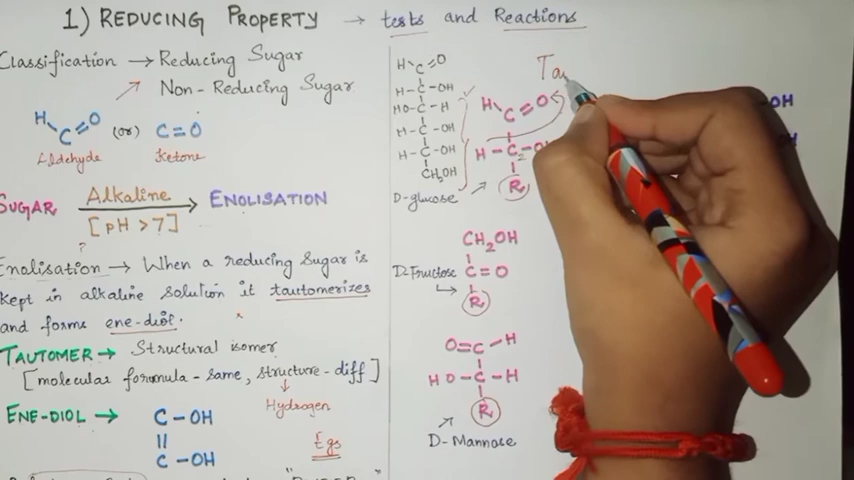 1) REDUCING PROPERTY → tests and Reactions
Classification → Reducing Sugar
Non-Reducing Sugar
H C O (or) C=O
Aldehyde Ketone
SUGAR Alkaline → ENOLISATION
[pH >7]
?
Enolisation → When a reducing sugar is
kept in alkaline solution it tautomerizes
and forms ene-diol.
x
TAUTOMER → Structural isomer
[molecular formula - same, structure - diff]
Hydrogen
ENE-DIOL → C-OH
||
C-OH
Egs
H C=O
H-C-OH
HO-C-H
H-C-OH
H-C-OH
CH2OH
D-glucose
Ta
H C=O
H-C-
2
R
OH
CH2OH
D-Fructose C=O
R
O=C-H
HO-C-H
R
D-Mannose